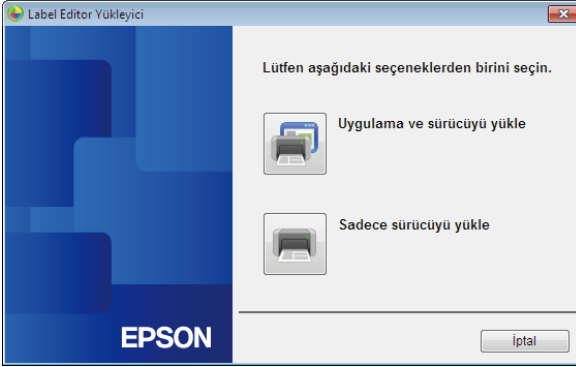 Label Editor Yükleyici
Lütfen aşağıdaki seçeneklerden birini seçin.
Uygulama ve sürücüyü yükle
Sadece sürücüyü yükle
EPSON
İptal